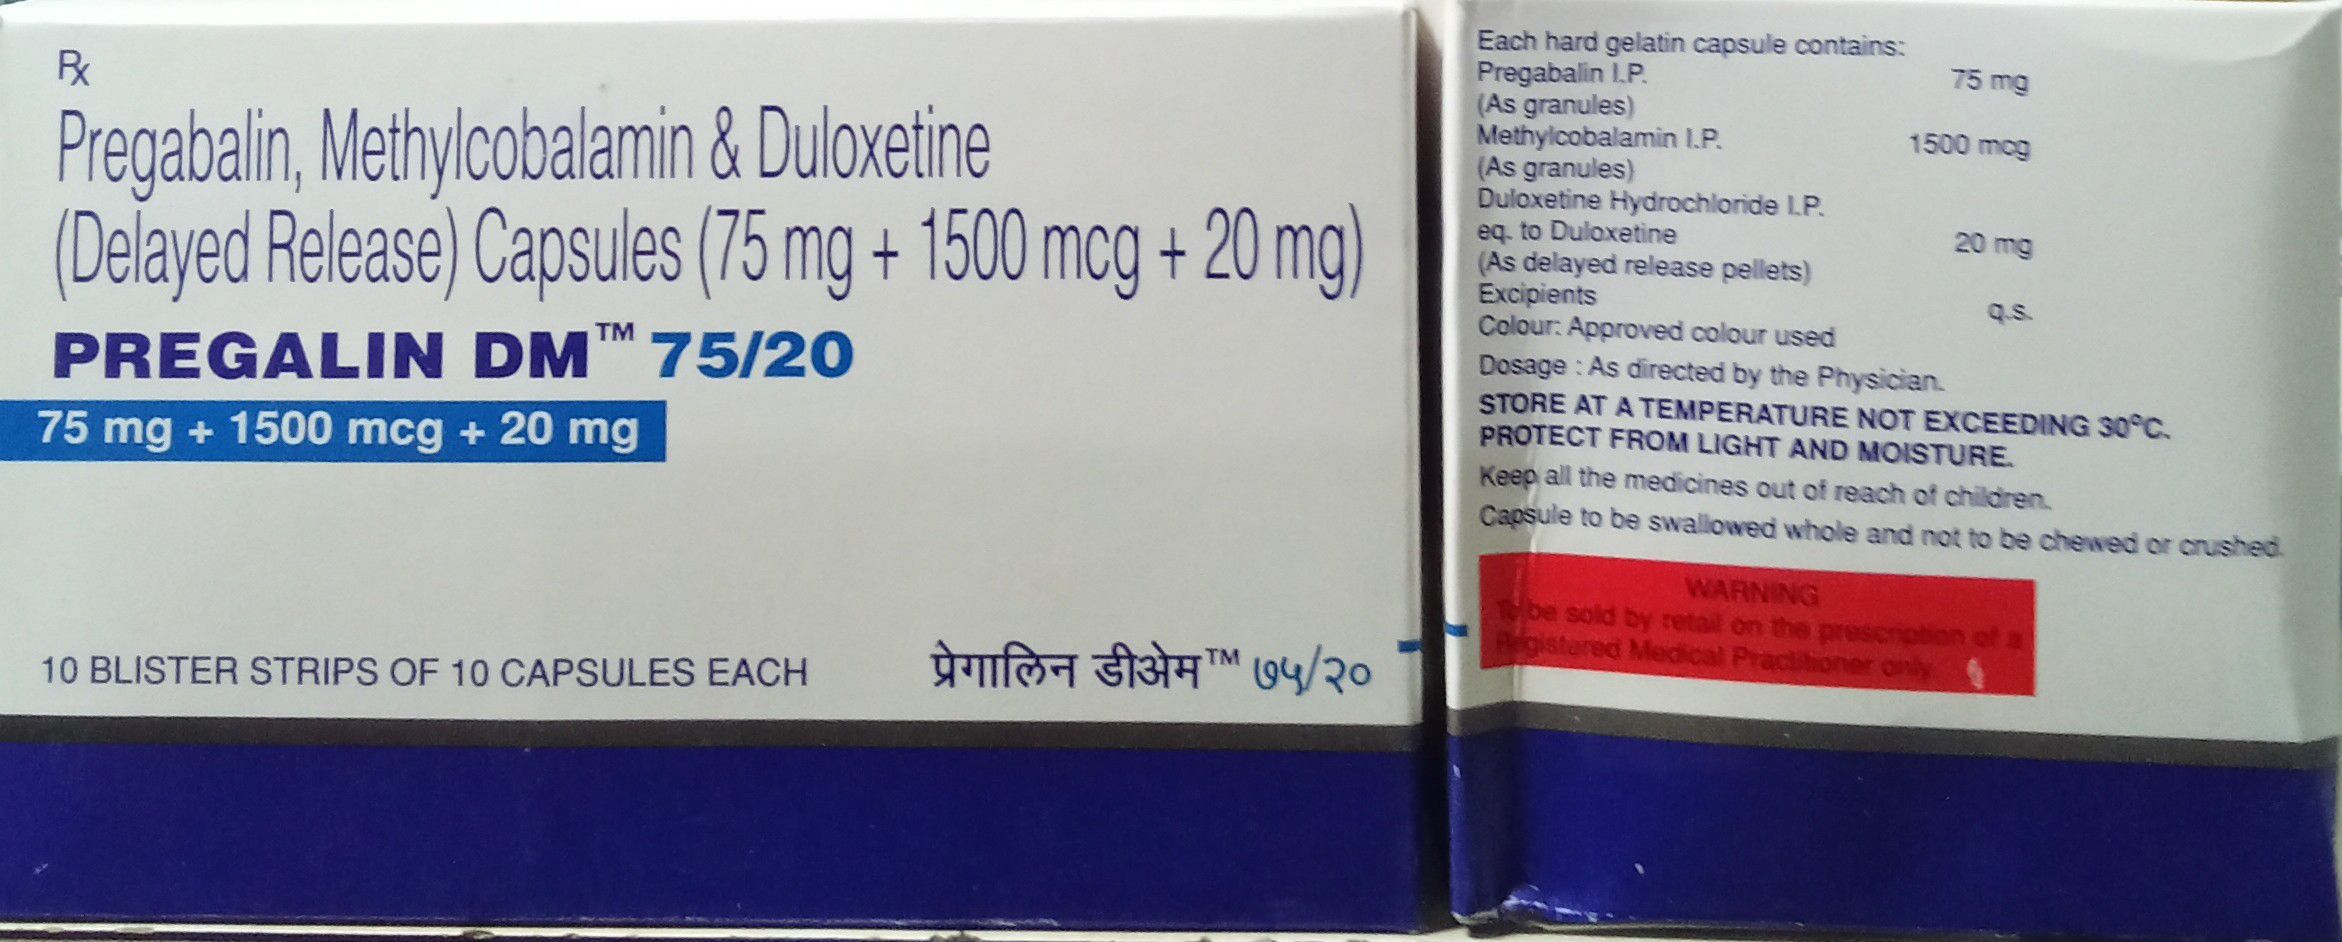 Rx
Pregabalin, Methylcobalamin & Duloxetine
(Delayed Release) Capsules (75 mg + 1500 mcg + 20 mg)
PREGALIN DM™ 75/20
75 mg + 1500 mcg + 20 mg
10 BLISTER STRIPS OF 10 CAPSULES EACH
प्रेगालिन डीअेम™ ७५/२०
Each hard gelatin capsule contains:
Pregabalin I.P. 75 mg
(As granules)
Methylcobalamin I.P. 1500 mcg
(As granules)
Duloxetine Hydrochloride I.P.
eq. to Duloxetine 20 mg
(As delayed release pellets)
Excipients q.s.
Colour: Approved colour used
Dosage : As directed by the Physician.
STORE AT A TEMPERATURE NOT EXCEEDING 30°C.
PROTECT FROM LIGHT AND MOISTURE.
Keep all the medicines out of reach of children.
Capsule to be swallowed whole and not to be chewed or crushed.
WARNING
To be sold by retail on the prescription of a
Registered Medical Practitioner only.